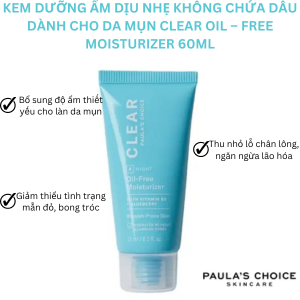 KEM DƯỠNG ẨM DỊU NHẸ KHÔNG CHỨA DẦU
DÀNH CHO DA MỤN CLEAR OIL – FREE
MOISTURIZER 60ML
Bổ sung độ ẩm thiết
yếu cho làn da mụn
Thu nhỏ lỗ chân lông,
ngăn ngừa lão hóa
Giảm thiểu tình trạng
mẩn đỏ, bong tróc
CLEAR
PAULA'S CHOICE
Oil-Free
Moisturizer
PAULA'S CHOICE
SKINCARE